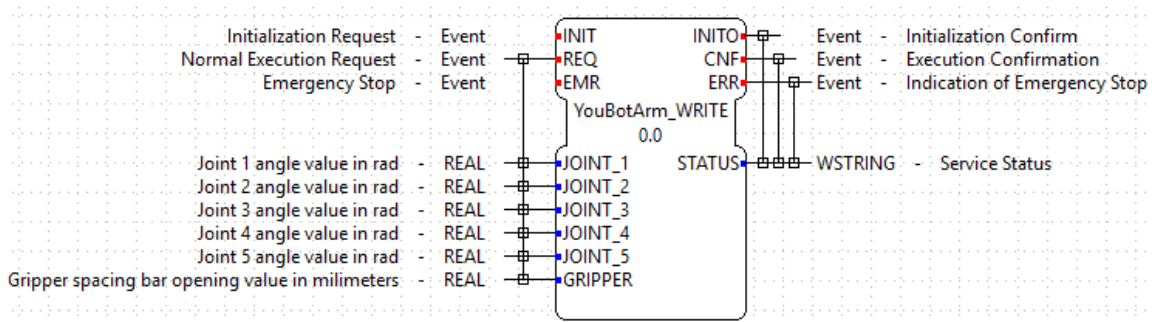 Initialization Request - Event INIT INITO Event - Initialization Confirm
Normal Execution Request - Event REQ CNF Event - Execution Confirmation
Emergency Stop - Event EMR ERR Event - Indication of Emergency Stop
YouBotArm_WRITE
0.0
Joint 1 angle value in rad - REAL JOINT_1 STATUS WSTRING - Service Status
Joint 2 angle value in rad - REAL JOINT_2
Joint 3 angle value in rad - REAL JOINT_3
Joint 4 angle value in rad - REAL JOINT_4
Joint 5 angle value in rad - REAL JOINT_5
Gripper spacing bar opening value in milimeters - REAL GRIPPER